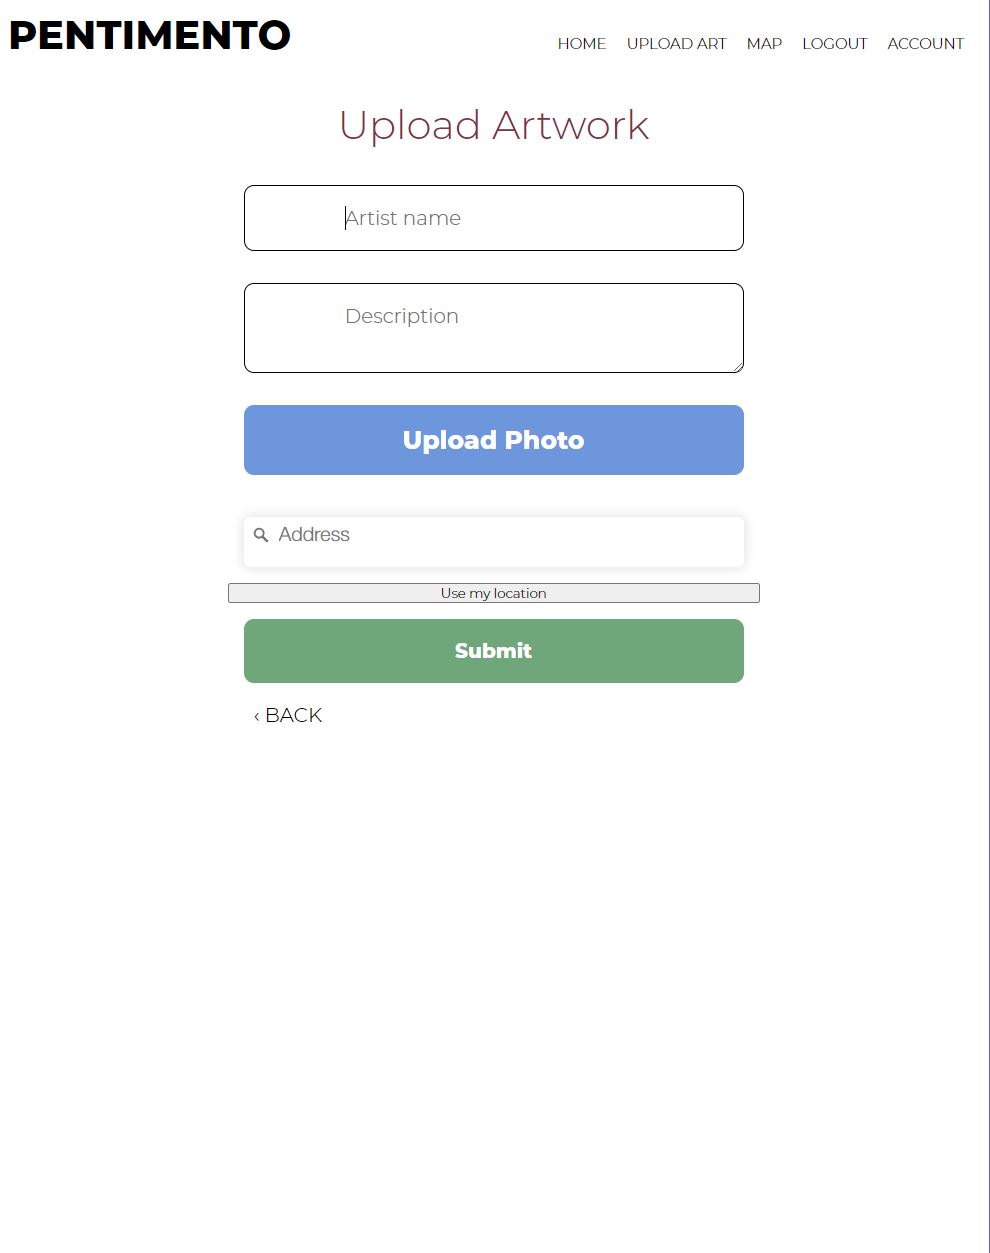 PENTIMENTO
HOME UPLOAD ART MAP LOGOUT ACCOUNT
Upload Artwork
Artist name
Description
Upload Photo
Address
Use my location
Submit
‹ BACK